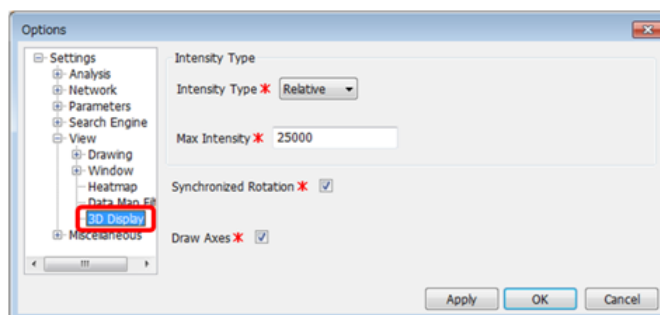 Options
Settings
Analysis
Network
Parameters
Search Engine
View
Drawing
Window
Heatmap
Data Map
3D Display
Miscellaneous
Intensity Type
Intensity Type * Relative
Max Intensity * 25000
Synchronized Rotation *
Draw Axes *
Apply OK Cancel